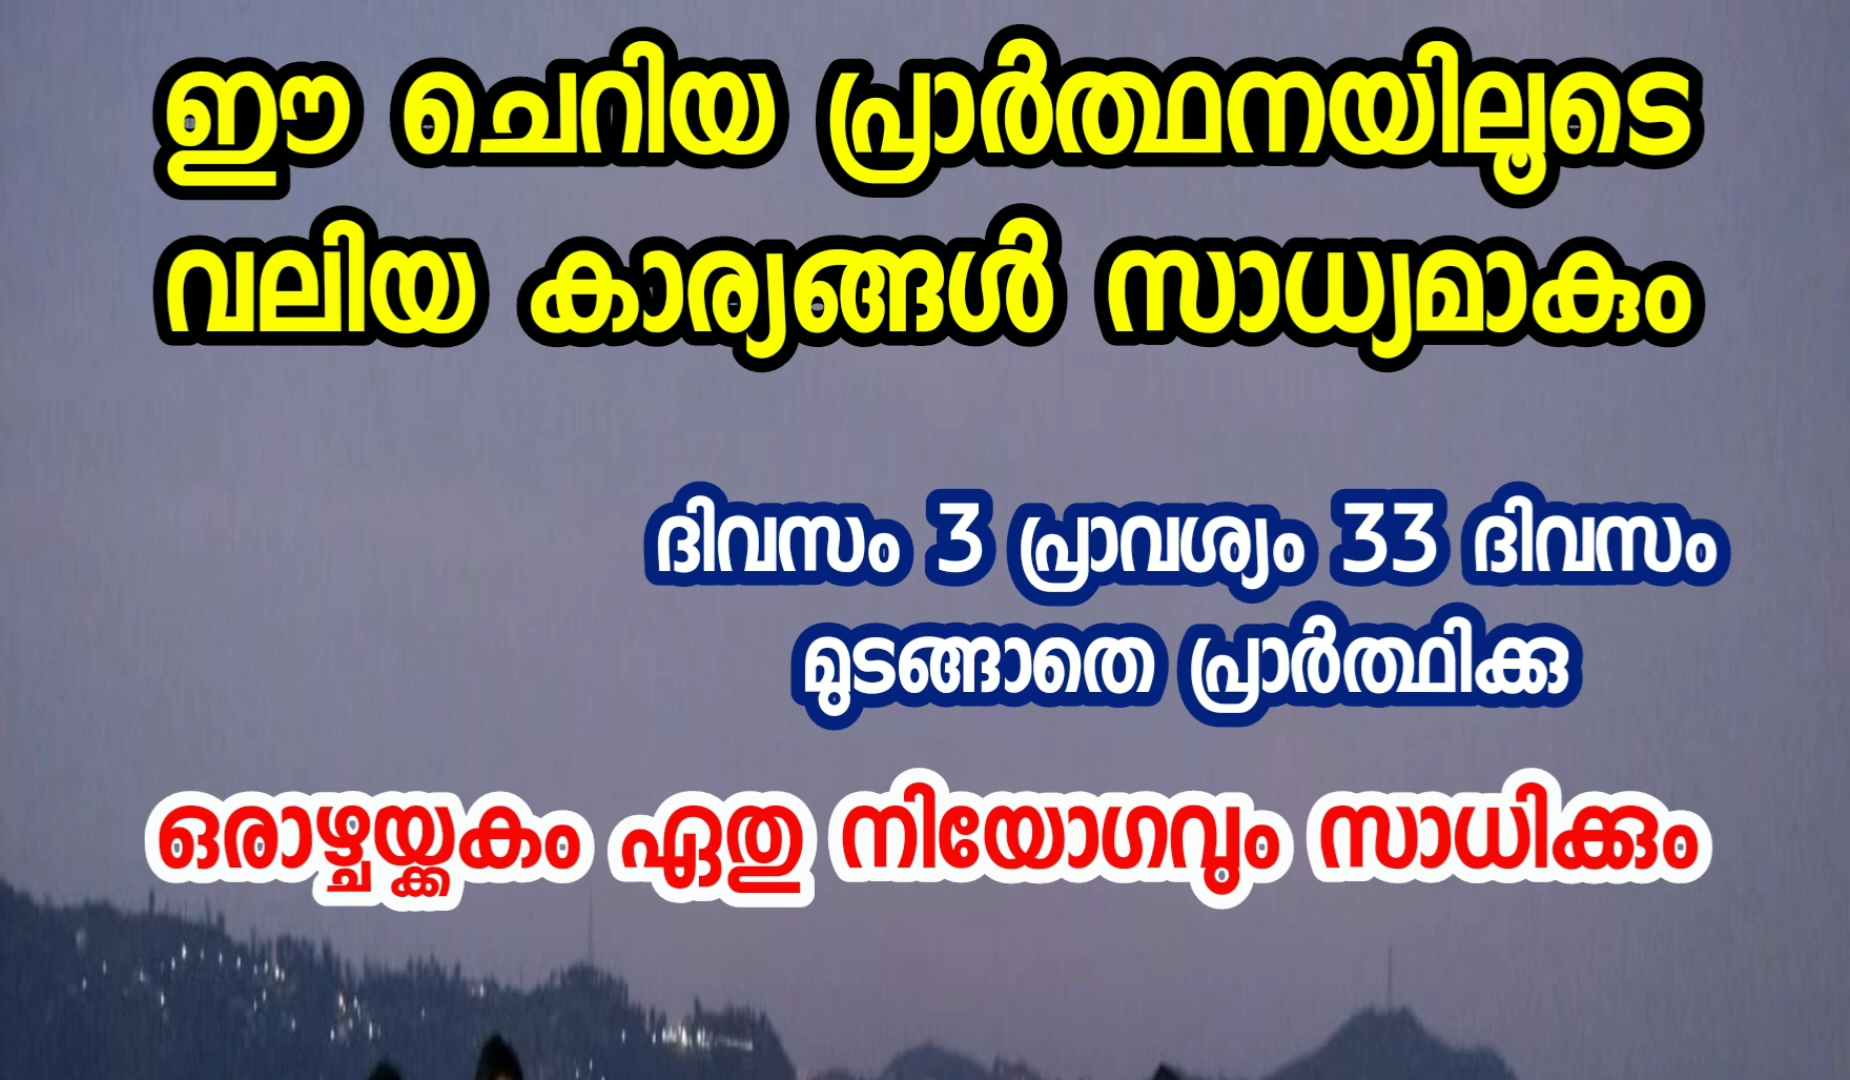 ഈ ചെറിയ പ്രാർത്ഥനയിലൂടെ
വലിയ കാര്യങ്ങൾ സാധ്യമാകും
ദിവസം 3 പ്രാവശ്യം 33 ദിവസം
മുടങ്ങാതെ പ്രാർത്ഥിക്കു
ഒരാഴ്ചയ്ക്കകം ഏതു നിയോഗവും സാധിക്കും